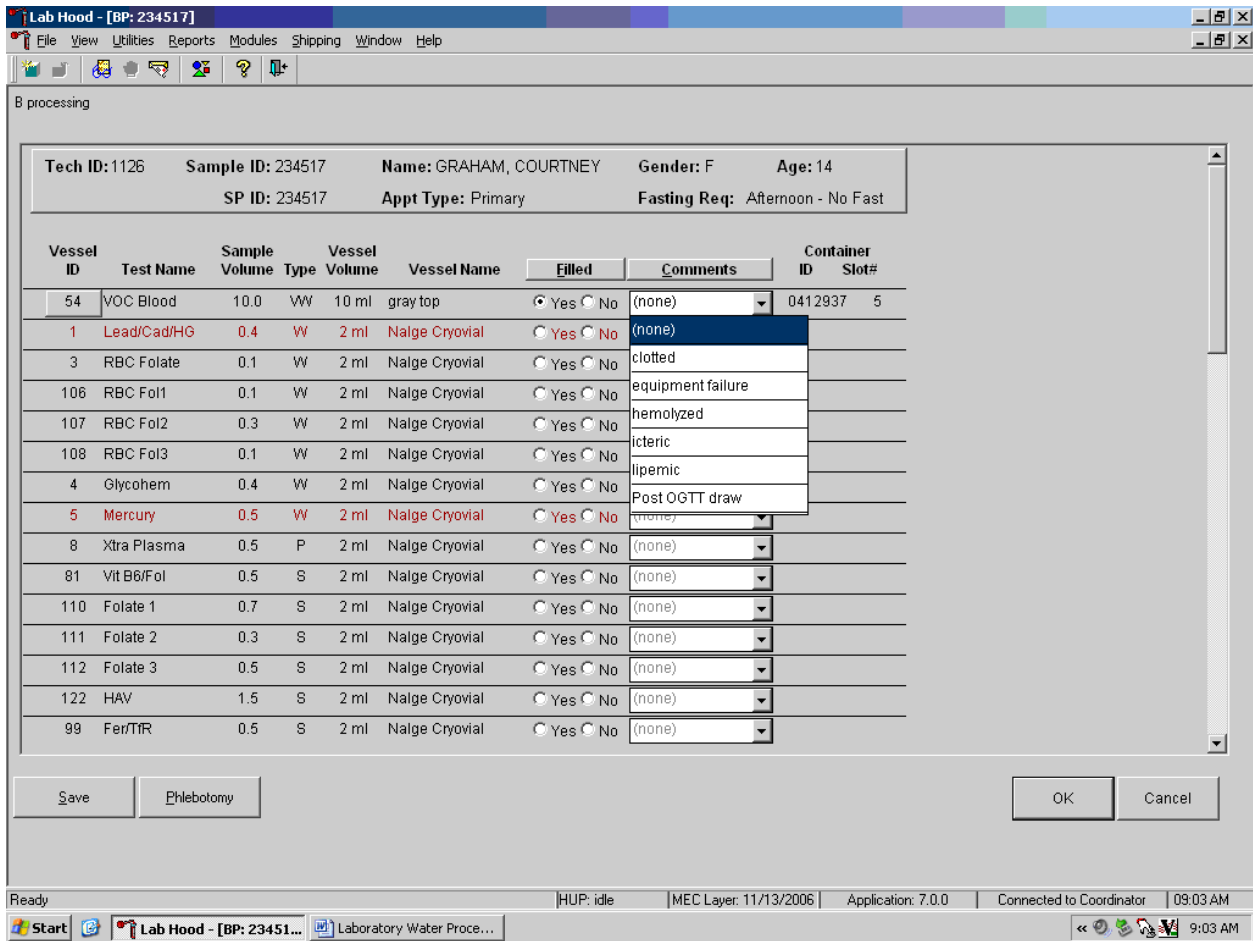 Lab Hood - [BP: 234517]
File View Utilities Reports Modules Shipping Window Help
B processing
Tech ID: 1126 Sample ID: 234517 Name: GRAHAM, COURTNEY Gender: F Age: 14
SP ID: 234517 Appt Type: Primary Fasting Req: Afternoon - No Fast
Vessel Sample Vessel Container
ID Test Name Volume Type Volume Vessel Name Filled Comments ID Slot#
54 VOC Blood 10.0 VW 10 ml gray top Yes No (none) 0412937 5
1 Lead/Cad/HG 0.4 W 2 ml Nalge Cryovial Yes No (none)
3 RBC Folate 0.1 W 2 ml Nalge Cryovial Yes No clotted
106 RBC Fol1 0.1 W 2 ml Nalge Cryovial Yes No equipment failure
107 RBC Fol2 0.3 W 2 ml Nalge Cryovial Yes No hemolyzed
108 RBC Fol3 0.1 W 2 ml Nalge Cryovial Yes No icteric
lipemic
4 Glycohem 0.4 W 2 ml Nalge Cryovial Yes No Post OGTT draw
5 Mercury 0.5 W 2 ml Nalge Cryovial Yes No (none)
8 Xtra Plasma 0.5 P 2 ml Nalge Cryovial Yes No (none)
81 Vit B6/Fol 0.5 S 2 ml Nalge Cryovial Yes No (none)
110 Folate 1 0.7 S 2 ml Nalge Cryovial Yes No (none)
111 Folate 2 0.3 S 2 ml Nalge Cryovial Yes No (none)
112 Folate 3 0.5 S 2 ml Nalge Cryovial Yes No (none)
122 HAV 1.5 S 2 ml Nalge Cryovial Yes No (none)
99 Fer/TfR 0.5 S 2 ml Nalge Cryovial Yes No (none)
Save Phlebotomy OK Cancel
Ready HUP: idle MEC Layer: 11/13/2006 Application: 7.0.0 Connected to Coordinator 09:03 AM
Start Lab Hood - [BP: 23451... Laboratory Water Proce... 9:03 AM